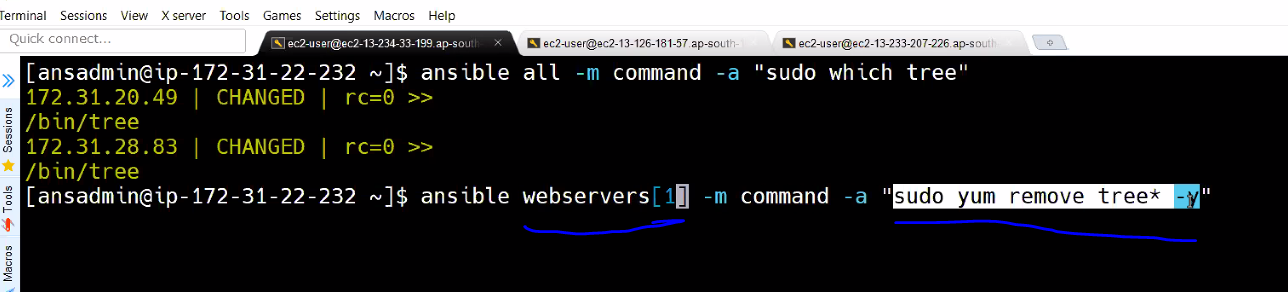 Terminal Sessions View X server Tools Games Settings Macros Help
Quick connect...
ec2-user@ec2-13-234-33-199.ap-south
ec2-user@ec2-13-126-181-57.ap-south-1
ec2-user@ec2-13-233-207-226.ap-south
[ansadmin@ip-172-31-22-232 ~]$ ansible all -m command -a "sudo which tree"
172.31.20.49 | CHANGED | rc=0 >>
/bin/tree
172.31.28.83 | CHANGED | rc=0 >>
/bin/tree
[ansadmin@ip-172-31-22-232 ~]$ ansible webservers[1] -m command -a "sudo yum remove tree* -y"
Sessions
Tools
Macros